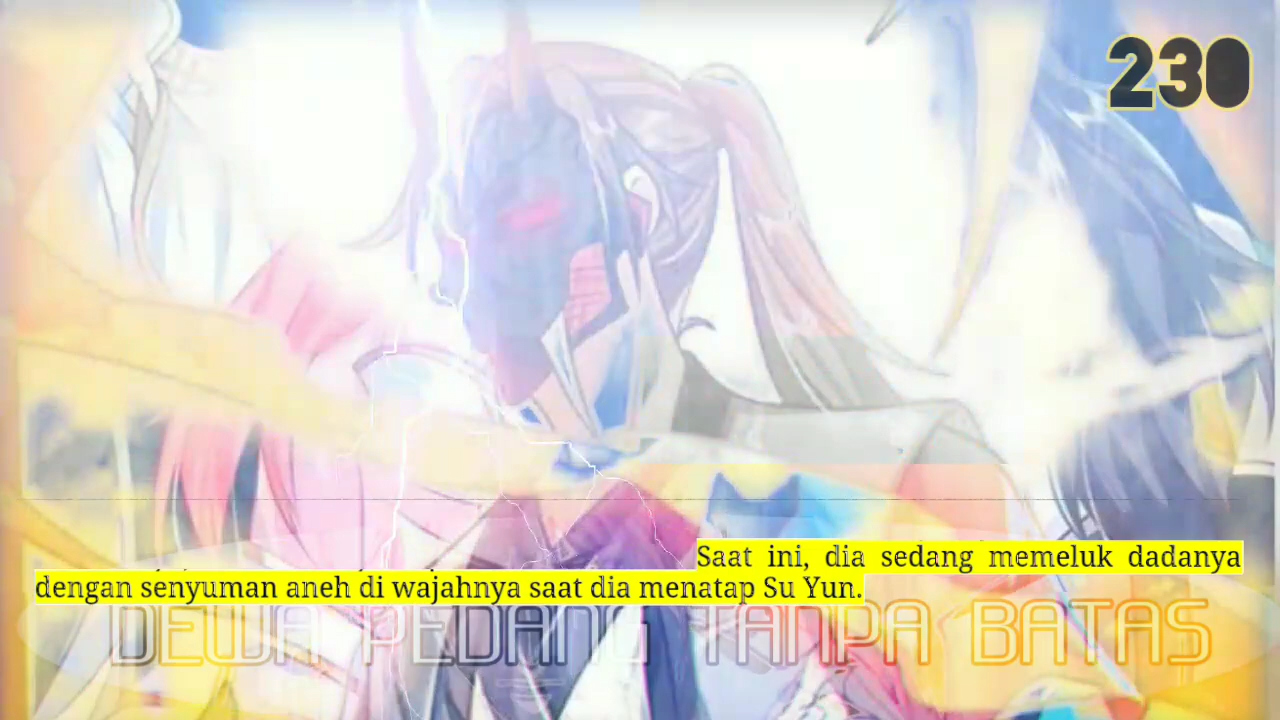 230
Saat ini, dia sedang memeluk dadanya
dengan senyuman aneh di wajahnya saat dia menatap Su Yun.
DEWA PEDANG TANPA BATAS